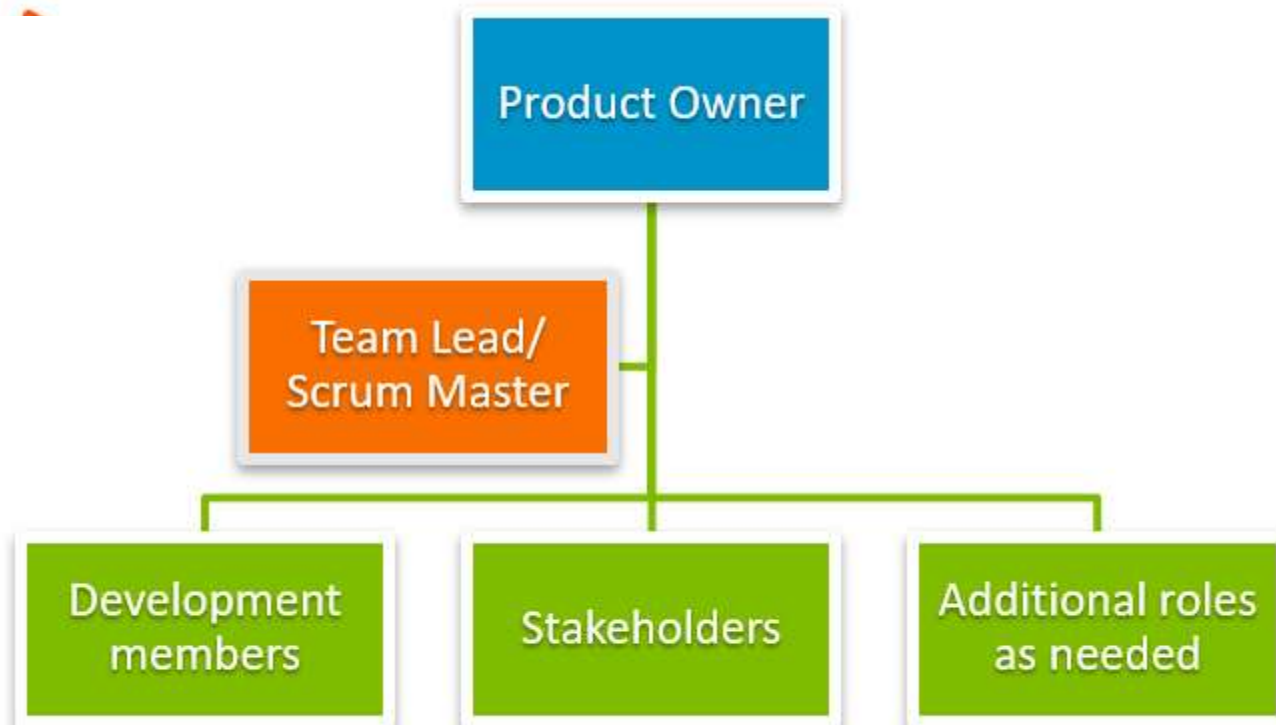 Product Owner
Team Lead/
Scrum Master
Development
members
Stakeholders
Additional roles
as needed